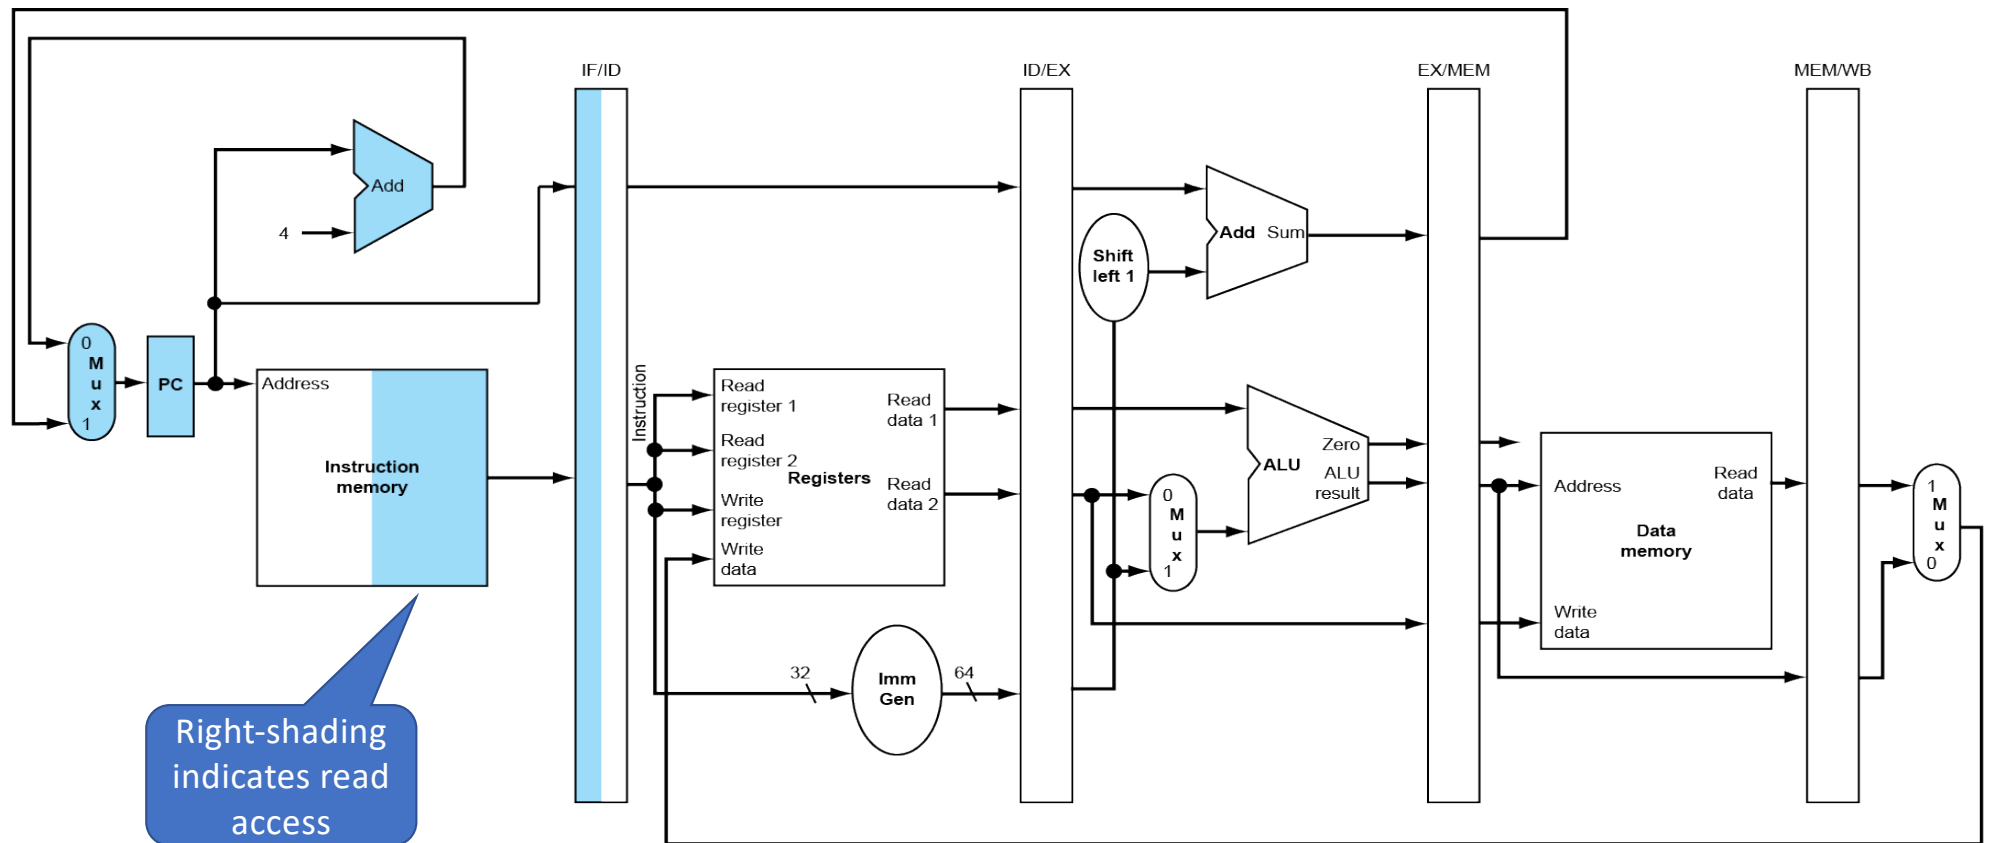 IF/ID
ID/EX
EX/MEM
MEM/WB
Add
4
0
M
u
x
1
PC
Address
Instruction
memory
Instruction
Read
register 1
Read
register 2
Write
register
Write
data
Registers
Read
data 1
Read
data 2
32
Imm
Gen
64
Shift
left 1
Add Sum
0
M
u
x
1
ALU
Zero
ALU
result
Address
Write
data
Data
memory
Read
data
1
M
u
x
0
Right-shading
indicates read
access